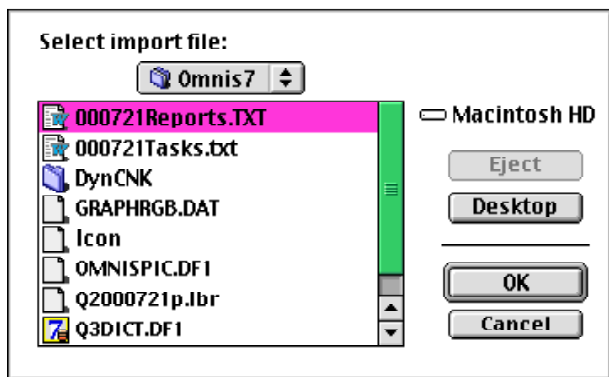 Select import file:
Omnis7
000721Reports.TXT
000721Tasks.txt
DynCNK
GRAPHRGB.DAT
Icon
OMNISPIC.DF1
Q2000721p.lbr
Q3DICT.DF1
Macintosh HD
Eject
Desktop
OK
Cancel